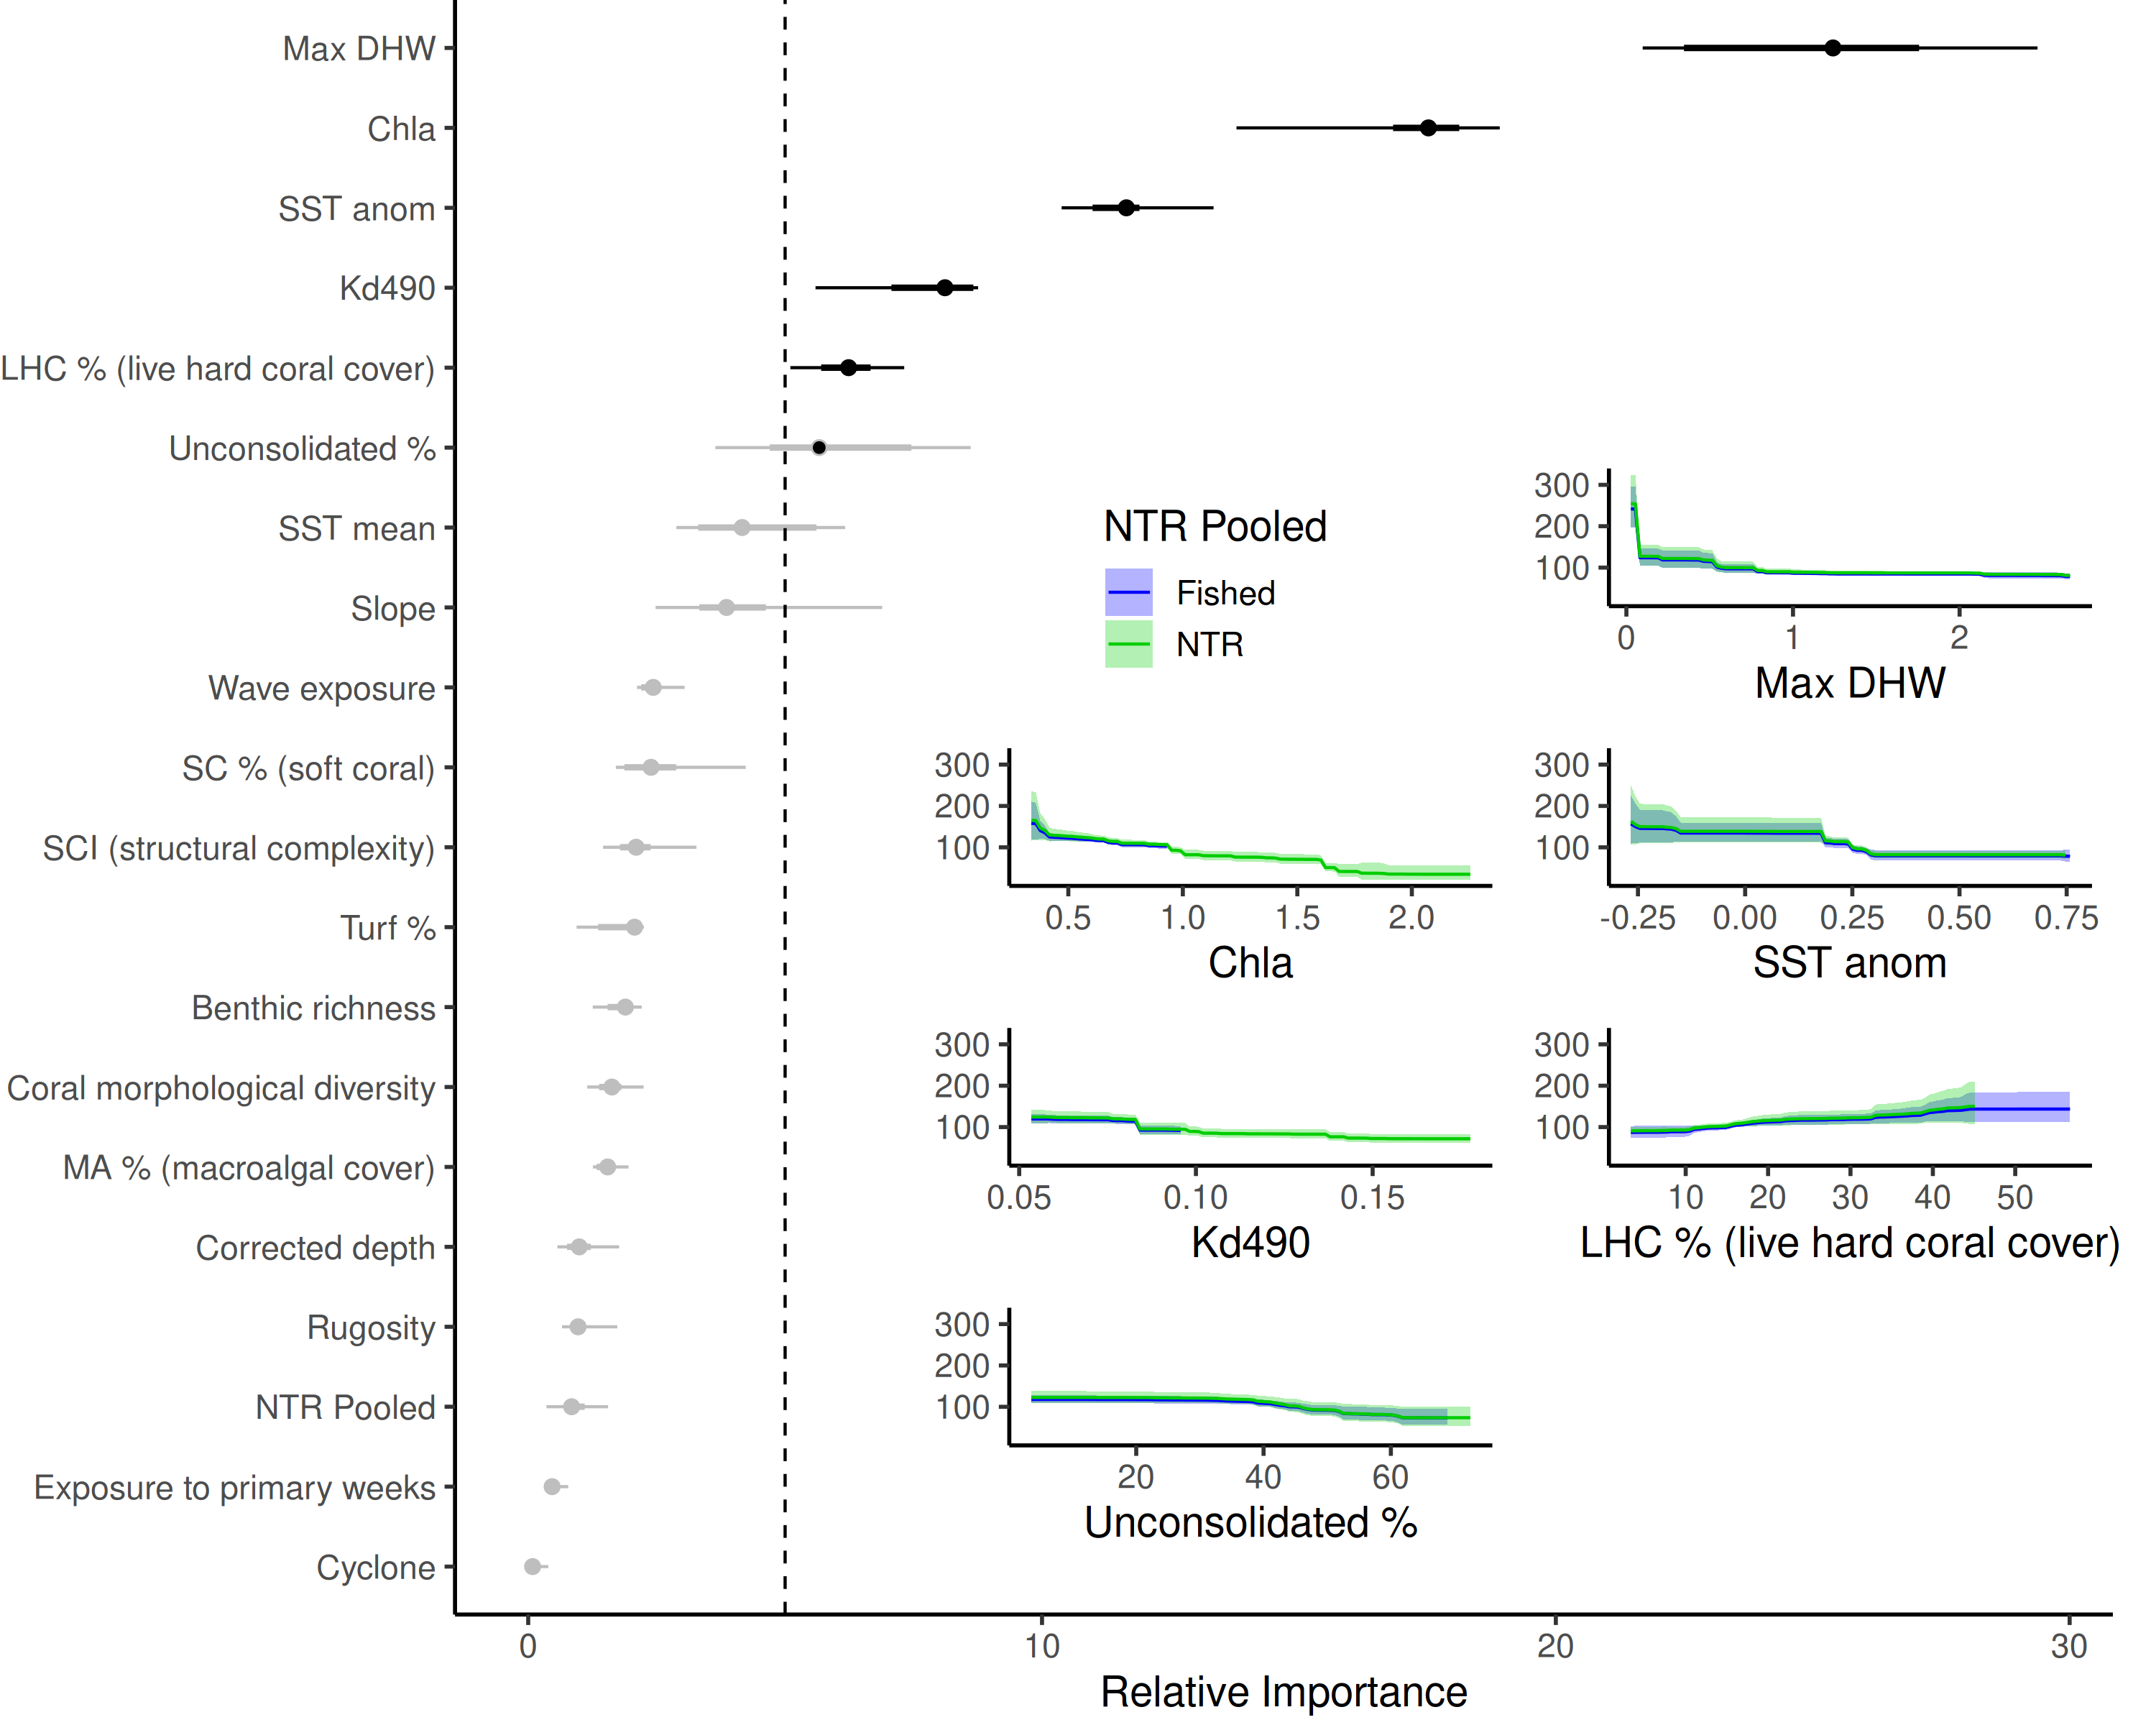 Max DHW
Chla
SST anom
Kd490
LHC % (live hard coral cover)
Unconsolidated %
SST mean
Slope
Wave exposure
SC % (soft coral)
SCI (structural complexity)
Turf %
Benthic richness
Coral morphological diversity
MA % (macroalgal cover)
Corrected depth
Rugosity
NTR Pooled
Exposure to primary weeks
Cyclone
0 10 20 30
Relative Importance
NTR Pooled
Fished
NTR
300
200
100
0 1 2
Max DHW
300
200
100
0.5 1.0 1.5 2.0
Chla
300
200
100
-0.25 0.00 0.25 0.50 0.75
SST anom
300
200
100
0.05 0.10 0.15
Kd490
300
200
100
10 20 30 40 50
LHC % (live hard coral cover)
300
200
100
20 40 60
Unconsolidated %